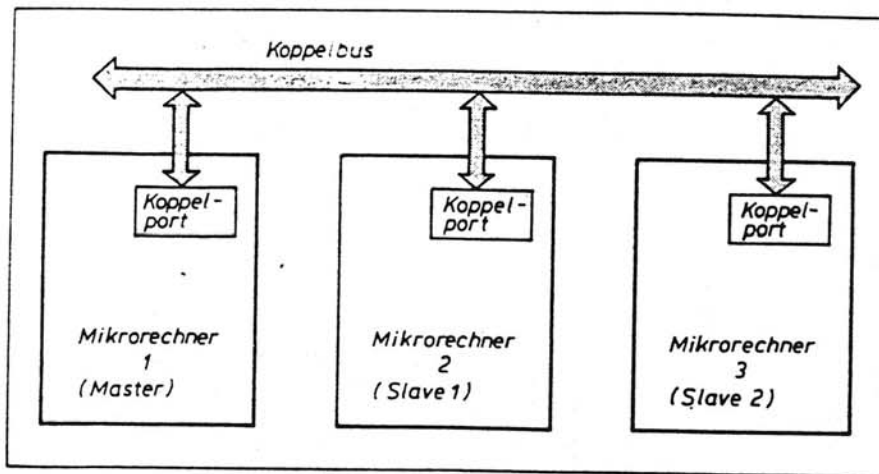 Koppelbus
Koppel-
port
Koppel-
port
Koppel-
port
Mikrorechner
1
(Master)
Mikrorechner
2
(Slave 1)
Mikrorechner
3
(Slave 2)